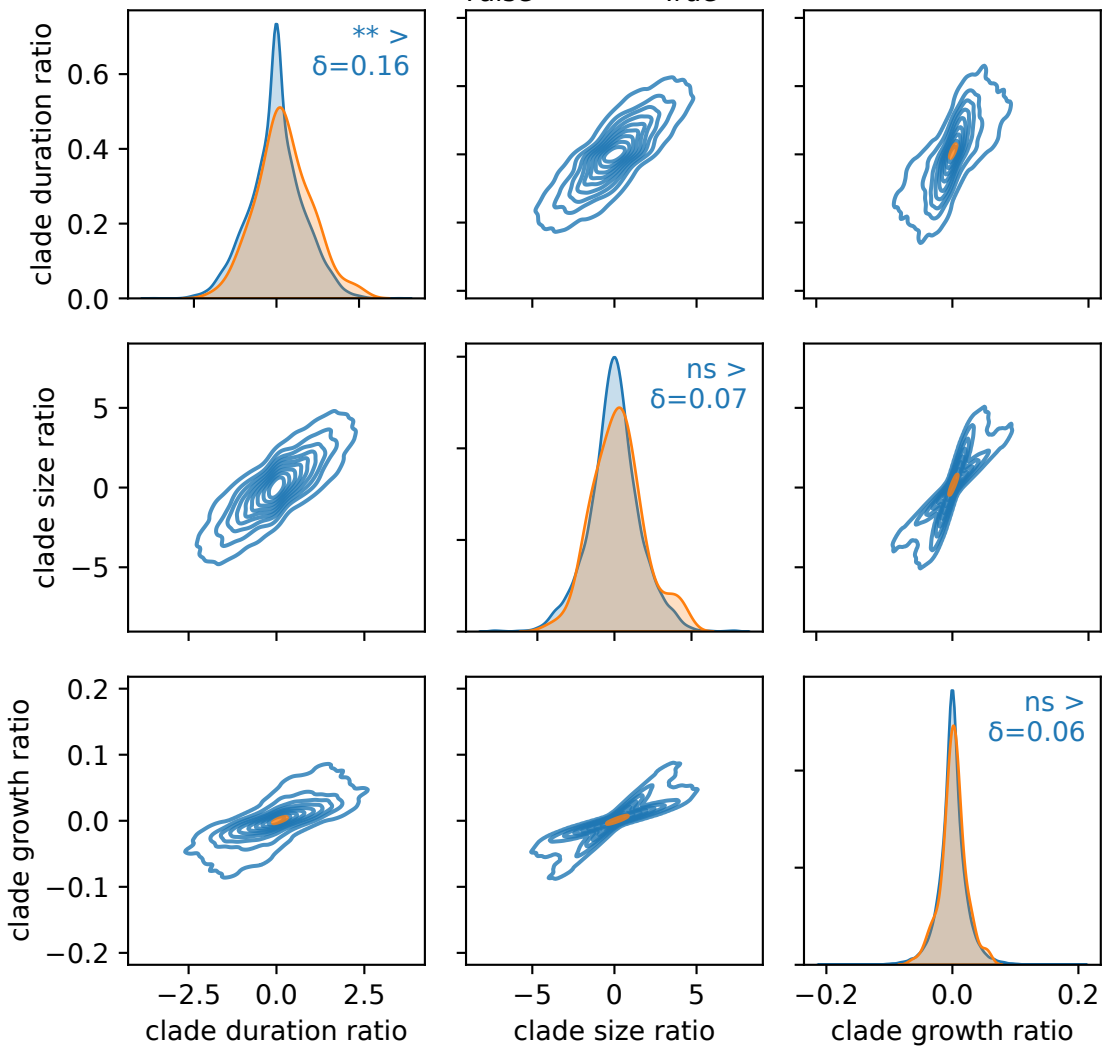 clade duration ratio
0.6
0.4
0.2
0.0
** >
δ=0.16
clade size ratio
5
0
−5
ns >
δ=0.07
clade growth ratio
0.2
0.1
0.0
−0.1
−0.2
ns >
δ=0.06
−2.5 0.0 2.5
−5 0 5
−0.2 0.0 0.2
clade duration ratio
clade size ratio
clade growth ratio